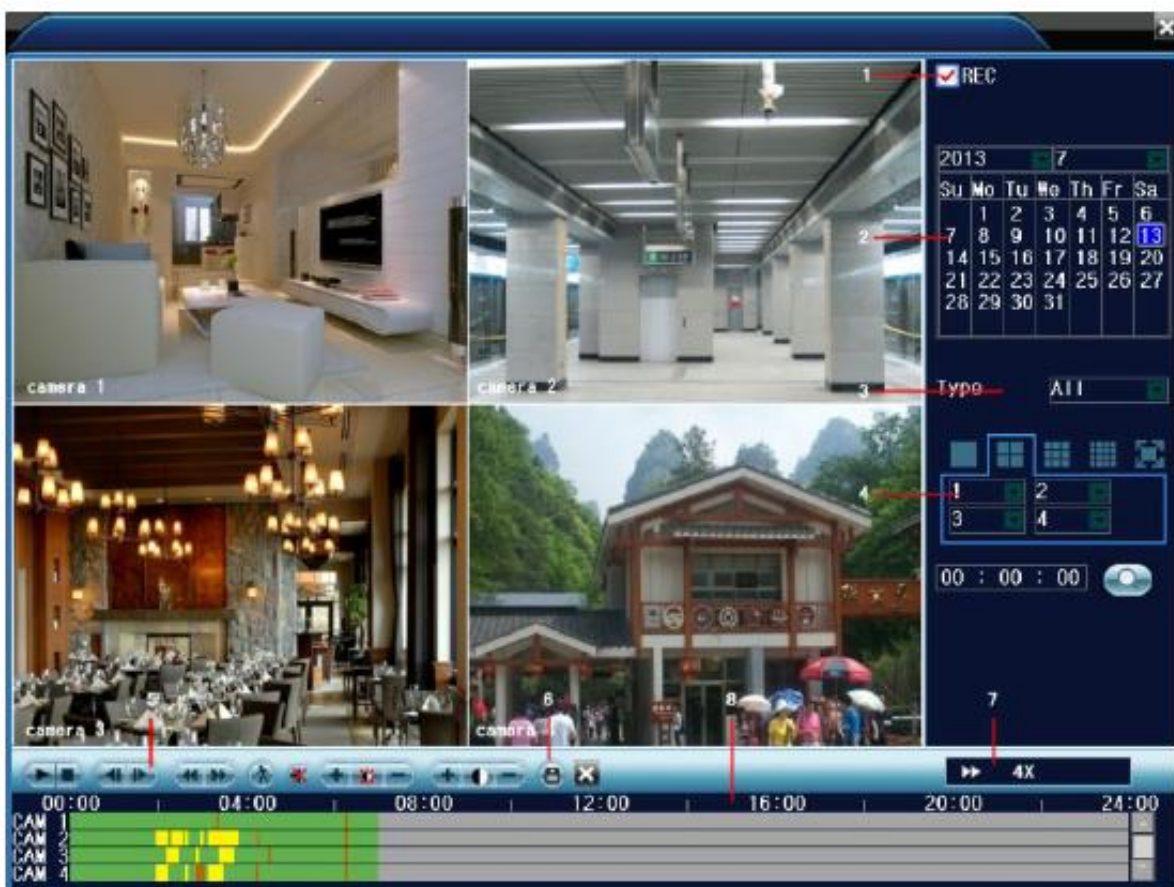 1 REC
2013 7
Su Mo Tu We Th Fr Sa
1 2 3 4 5 6
2 7 8 9 10 11 12 13
14 15 16 17 18 19 20
21 22 23 24 25 26 27
28 29 30 31
camera 1
camera 2
3 Type All
4 1 2
3 4
00 : 00 : 00
camera 3
camera
5
6
8
7
4X
00:00 04:00 08:00 12:00 16:00 20:00 24:00
CAM 1
CAM 2
CAM 3
CAM 4